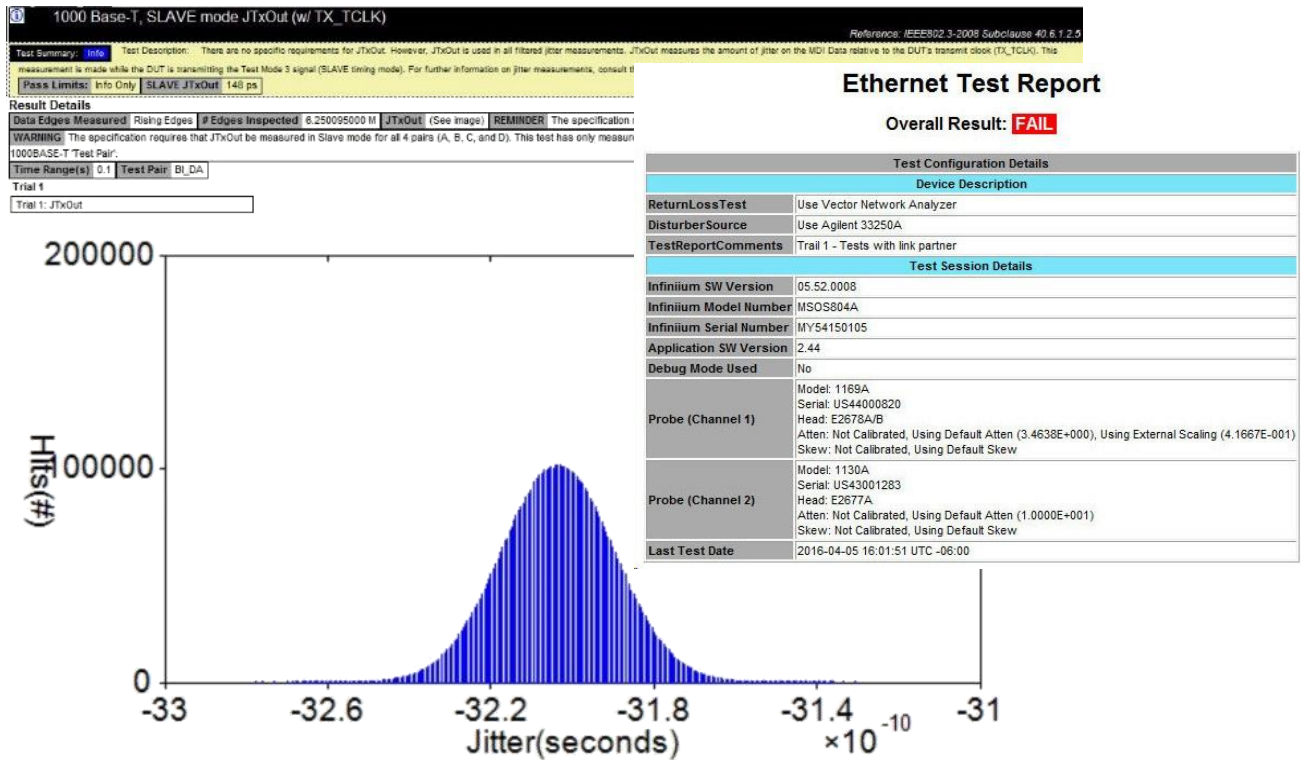 1000 Base-T, SLAVE mode JTxOut (w/ TX_TCLK)
Reference: IEEE802.3-2008 Subclause 40.6.1.2.5
Test Summary: Info Test Description: There are no specific requirements for JTxOut. However, JTxOut is used in all filtered jitter measurements. JTxOut measures the amount of jitter on the MDI Data relative to the DUT's transmit clock (TX_TCLK). This
measurement is made while the DUT is transmitting the Test Mode 3 signal (SLAVE timing mode). For further information on jitter measurements, consult
Pass Limits: Info Only SLAVE JTxOut 148 ps
Result Details
Data Edges Measured Rising Edges # Edges Inspected 6.250095000 M JTxOut (See image) REMINDER The specification
WARNING The specification requires that JTxOut be measured in Slave mode for all 4 pairs (A, B, C, and D). This test has only
1000BASE-T 'Test Pair'.
Time Range(s) 0.1 Test Pair BI_DA
Trial 1
Trial 1: JTxOut
200000
100000
0
Hits(#)
-33 -32.6 -32.2 -31.8 -31.4 -31
×10-10
Jitter(seconds)
Ethernet Test Report
Overall Result: FAIL
Test Configuration Details
Device Description
ReturnLossTest Use Vector Network Analyzer
DisturberSource Use Agilent 33250A
TestReportComments Trail 1 - Tests with link partner
Test Session Details
Infiniium SW Version 05.52.0008
Infiniium Model Number MSOS804A
Infiniium Serial Number MY54150105
Application SW Version 2.44
Debug Mode Used No
Probe (Channel 1) Model: 1169A
Serial: US44000820
Head: E2678A/B
Atten: Not Calibrated, Using Default Atten (3.4638E+000), Using External Scaling (4.1667E-001)
Skew: Not Calibrated, Using Default Skew
Probe (Channel 2) Model: 1130A
Serial: US43001283
Head: E2677A
Atten: Not Calibrated, Using Default Atten (1.0000E+001)
Skew: Not Calibrated, Using Default Skew
Last Test Date 2016-04-05 16:01:51 UTC -06:00